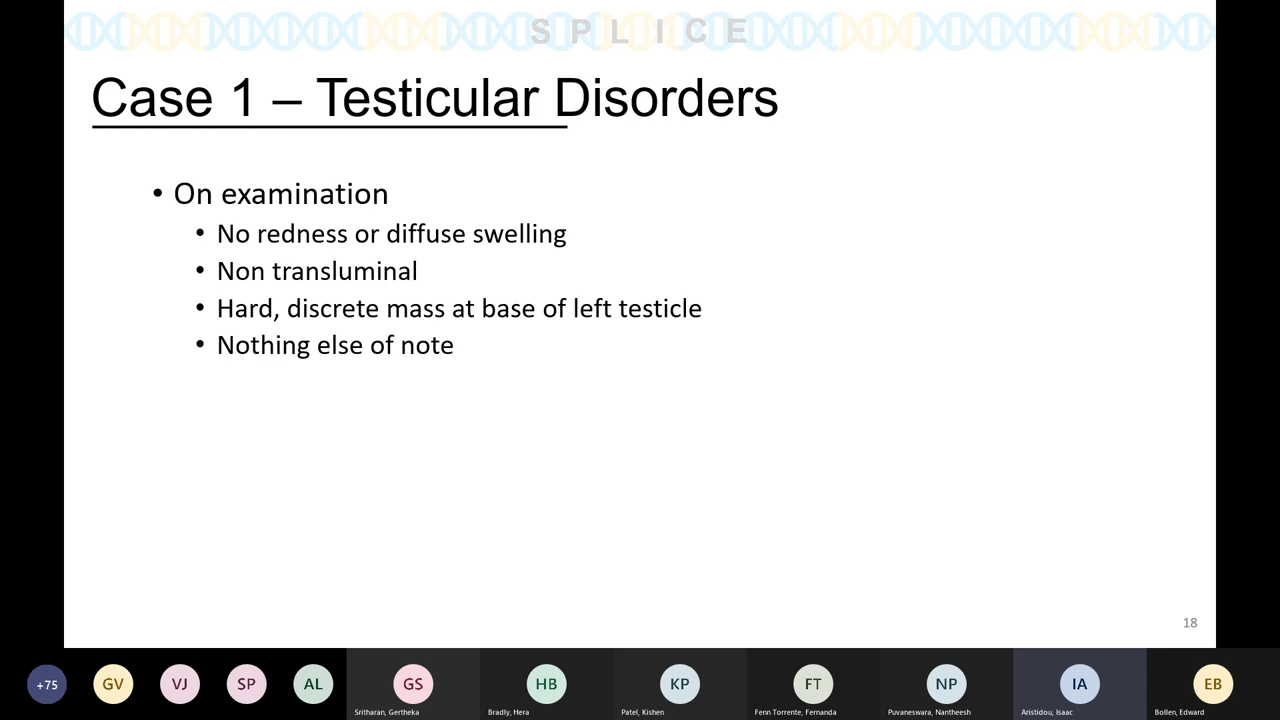 S P L I C E
Case 1 – Testicular Disorders
• On examination
• No redness or diffuse swelling
• Non transluminal
• Hard, discrete mass at base of left testicle
• Nothing else of note
18
+75
GV
VJ
SP
AL
GS
HB
KP
FT
NP
IA
EB
Sritharan, Gertheka
Bradly, Hera
Patel, Kishen
Fenn Torrente, Fernanda
Puvaneswara, Nantheesh
Aristidou, Isaac
Bollen, Edward